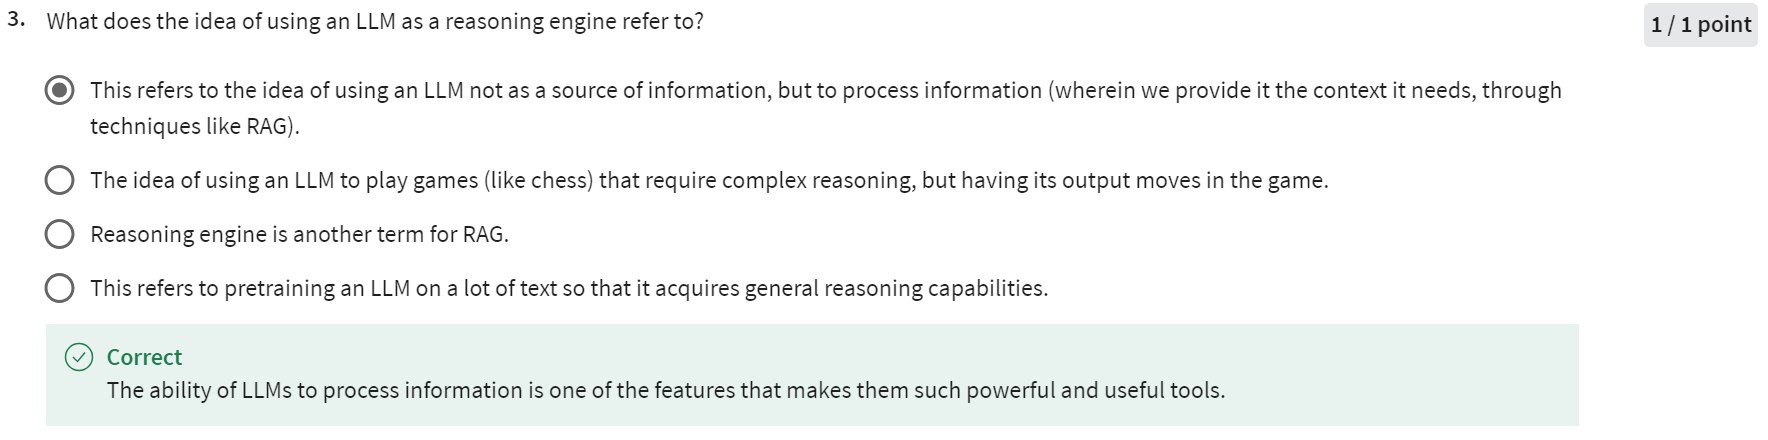 3. What does the idea of using an LLM as a reasoning engine refer to?
1 / 1 point
This refers to the idea of using an LLM not as a source of information, but to process information (wherein we provide it the context it needs, through
techniques like RAG).
The idea of using an LLM to play games (like chess) that require complex reasoning, but having its output moves in the game.
Reasoning engine is another term for RAG.
This refers to pretraining an LLM on a lot of text so that it acquires general reasoning capabilities.
Correct
The ability of LLMs to process information is one of the features that makes them such powerful and useful tools.